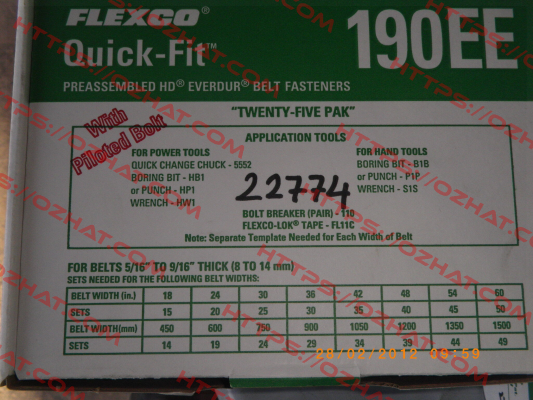 FLEXCO®
Quick-Fit™
190EE
PREASSEMBLED HD® EVERDUR® BELT FASTENERS
With
Piloted Bolt
"TWENTY-FIVE PAK"
APPLICATION TOOLS
FOR POWER TOOLS
QUICK CHANGE CHUCK - 5552
BORING BIT - HB1
or PUNCH - HP1
WRENCH - HW1
FOR HAND TOOLS
BORING BIT - B1B
or PUNCH - P1P
WRENCH - S1S
22774
BOLT BREAKER (PAIR) - T10
FLEXCO-LOK® TAPE - FL11C
Note: Separate Template Needed for Each Width of Belt
FOR BELTS 5/16" TO 9/16" THICK (8 TO 14 mm)
SETS NEEDED FOR THE FOLLOWING BELT WIDTHS:
BELT WIDTH (in.) 18 24 30 36 42 48 54 60
SETS 15 20 25 30 35 40 45 50
BELT WIDTH(mm) 450 600 750 900 1050 1200 1350 1500
SETS 14 19 24 29 34 39 44 49
28/02/2012 09:59
HTTPS://OZHAT.COM